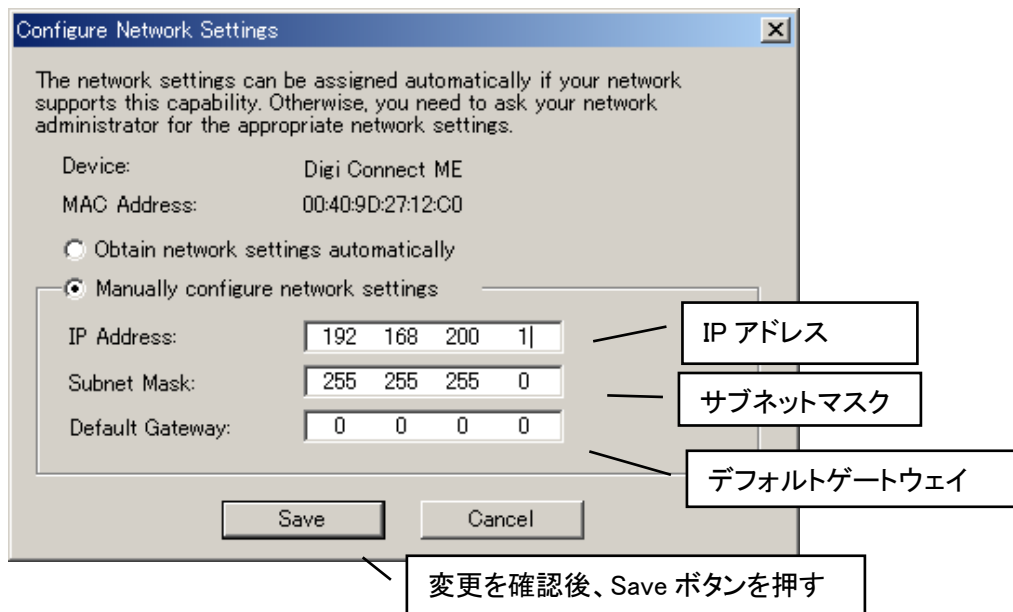 Configure Network Settings
The network settings can be assigned automatically if your network
supports this capability. Otherwise, you need to ask your network
administrator for the appropriate network settings.
Device: Digi Connect ME
MAC Address: 00:40:9D:27:12:C0
Obtain network settings automatically
Manually configure network settings
IP Address: 192 168 200 1
IP アドレス
Subnet Mask: 255 255 255 0
サブネットマスク
Default Gateway: 0 0 0 0
デフォルトゲートウェイ
Save Cancel
変更を確認後、Save ボタンを押す